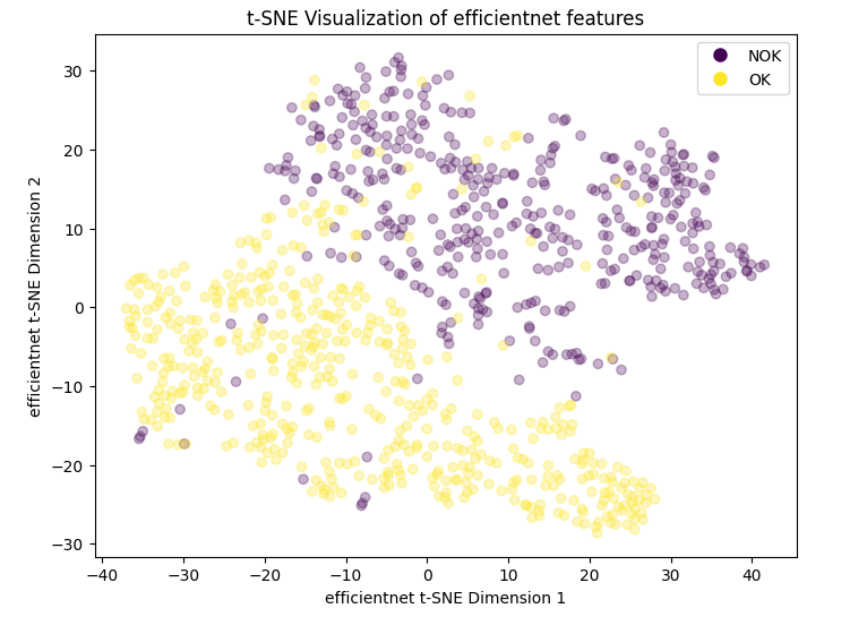 t-SNE Visualization of efficientnet features
NOK
OK
efficientnet t-SNE Dimension 2
30
20
10
0
−10
−20
−30
−40 −30 −20 −10 0 10 20 30 40
efficientnet t-SNE Dimension 1